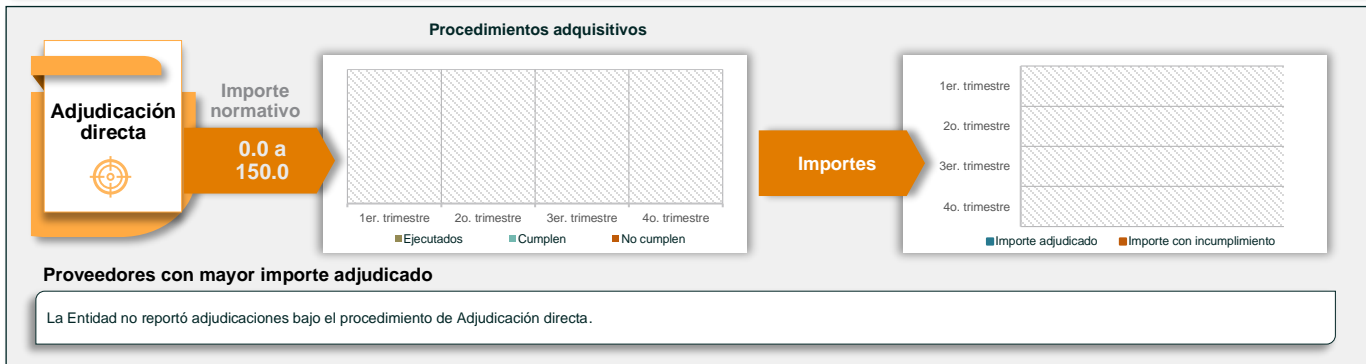 Procedimientos adquisitivos
Adjudicación
directa
Importe
normativo
0.0 a
150.0
1er. trimestre 2o. trimestre 3er. trimestre 4o. trimestre
Ejecutados Cumplen No cumplen
Importes
1er. trimestre
2o. trimestre
3er. trimestre
4o. trimestre
Importe adjudicado Importe con incumplimiento
Proveedores con mayor importe adjudicado
La Entidad no reportó adjudicaciones bajo el procedimiento de Adjudicación directa.